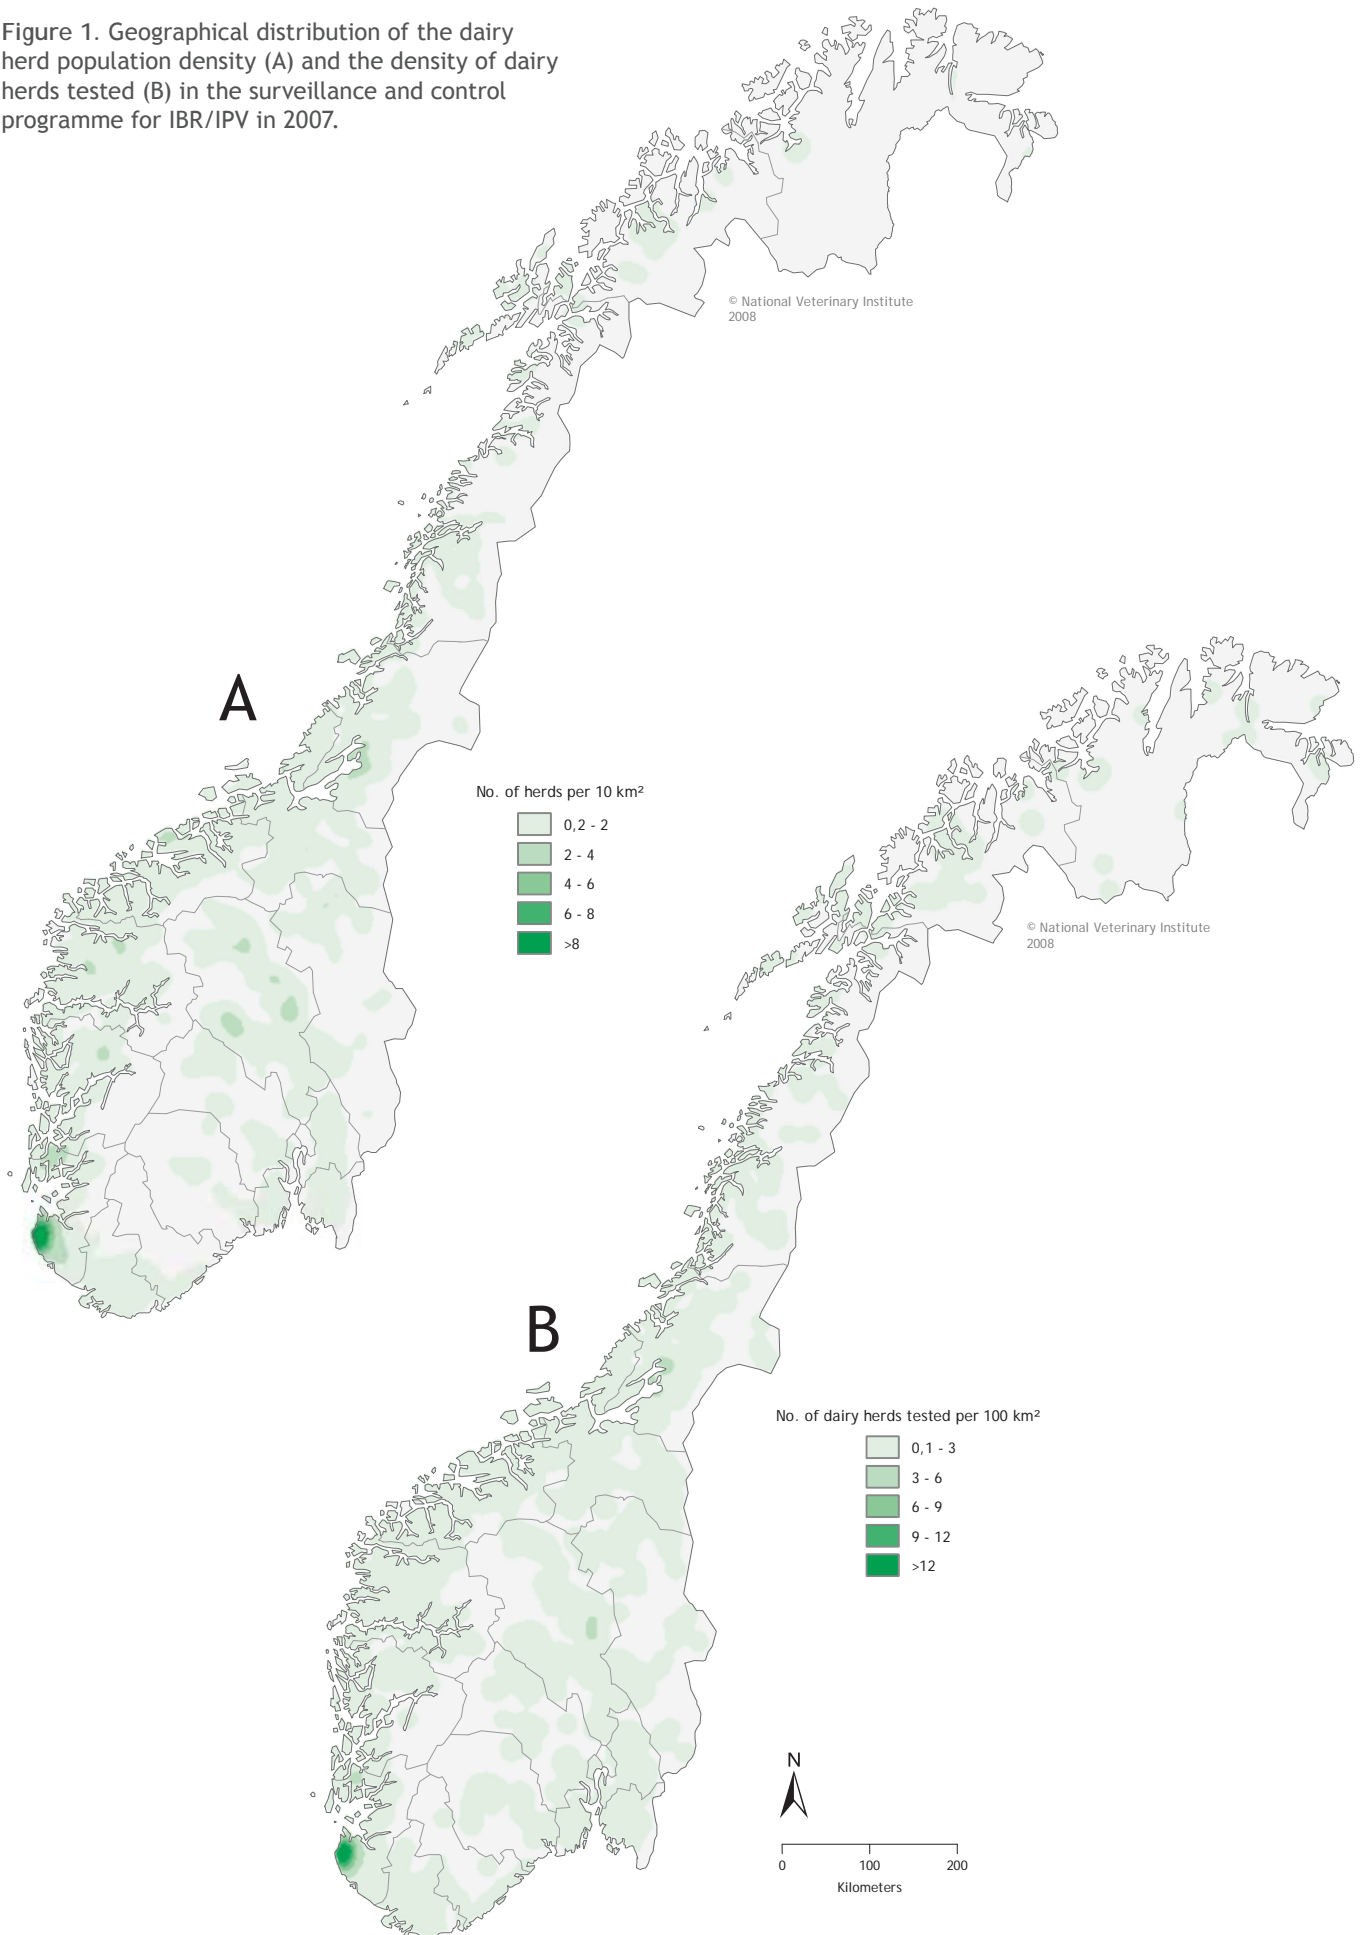 Figure 1. Geographical distribution of the dairy
herd population density (A) and the density of dairy
herds tested (B) in the surveillance and control
programme for IBR/IPV in 2007.
© National Veterinary Institute
2008
A
No. of herds per 10 km²
0,2 - 2
2 - 4
4 - 6
6 - 8
>8
© National Veterinary Institute
2008
B
No. of dairy herds tested per 100 km²
0,1 - 3
3 - 6
6 - 9
9 - 12
>12
N
0 100 200
Kilometers